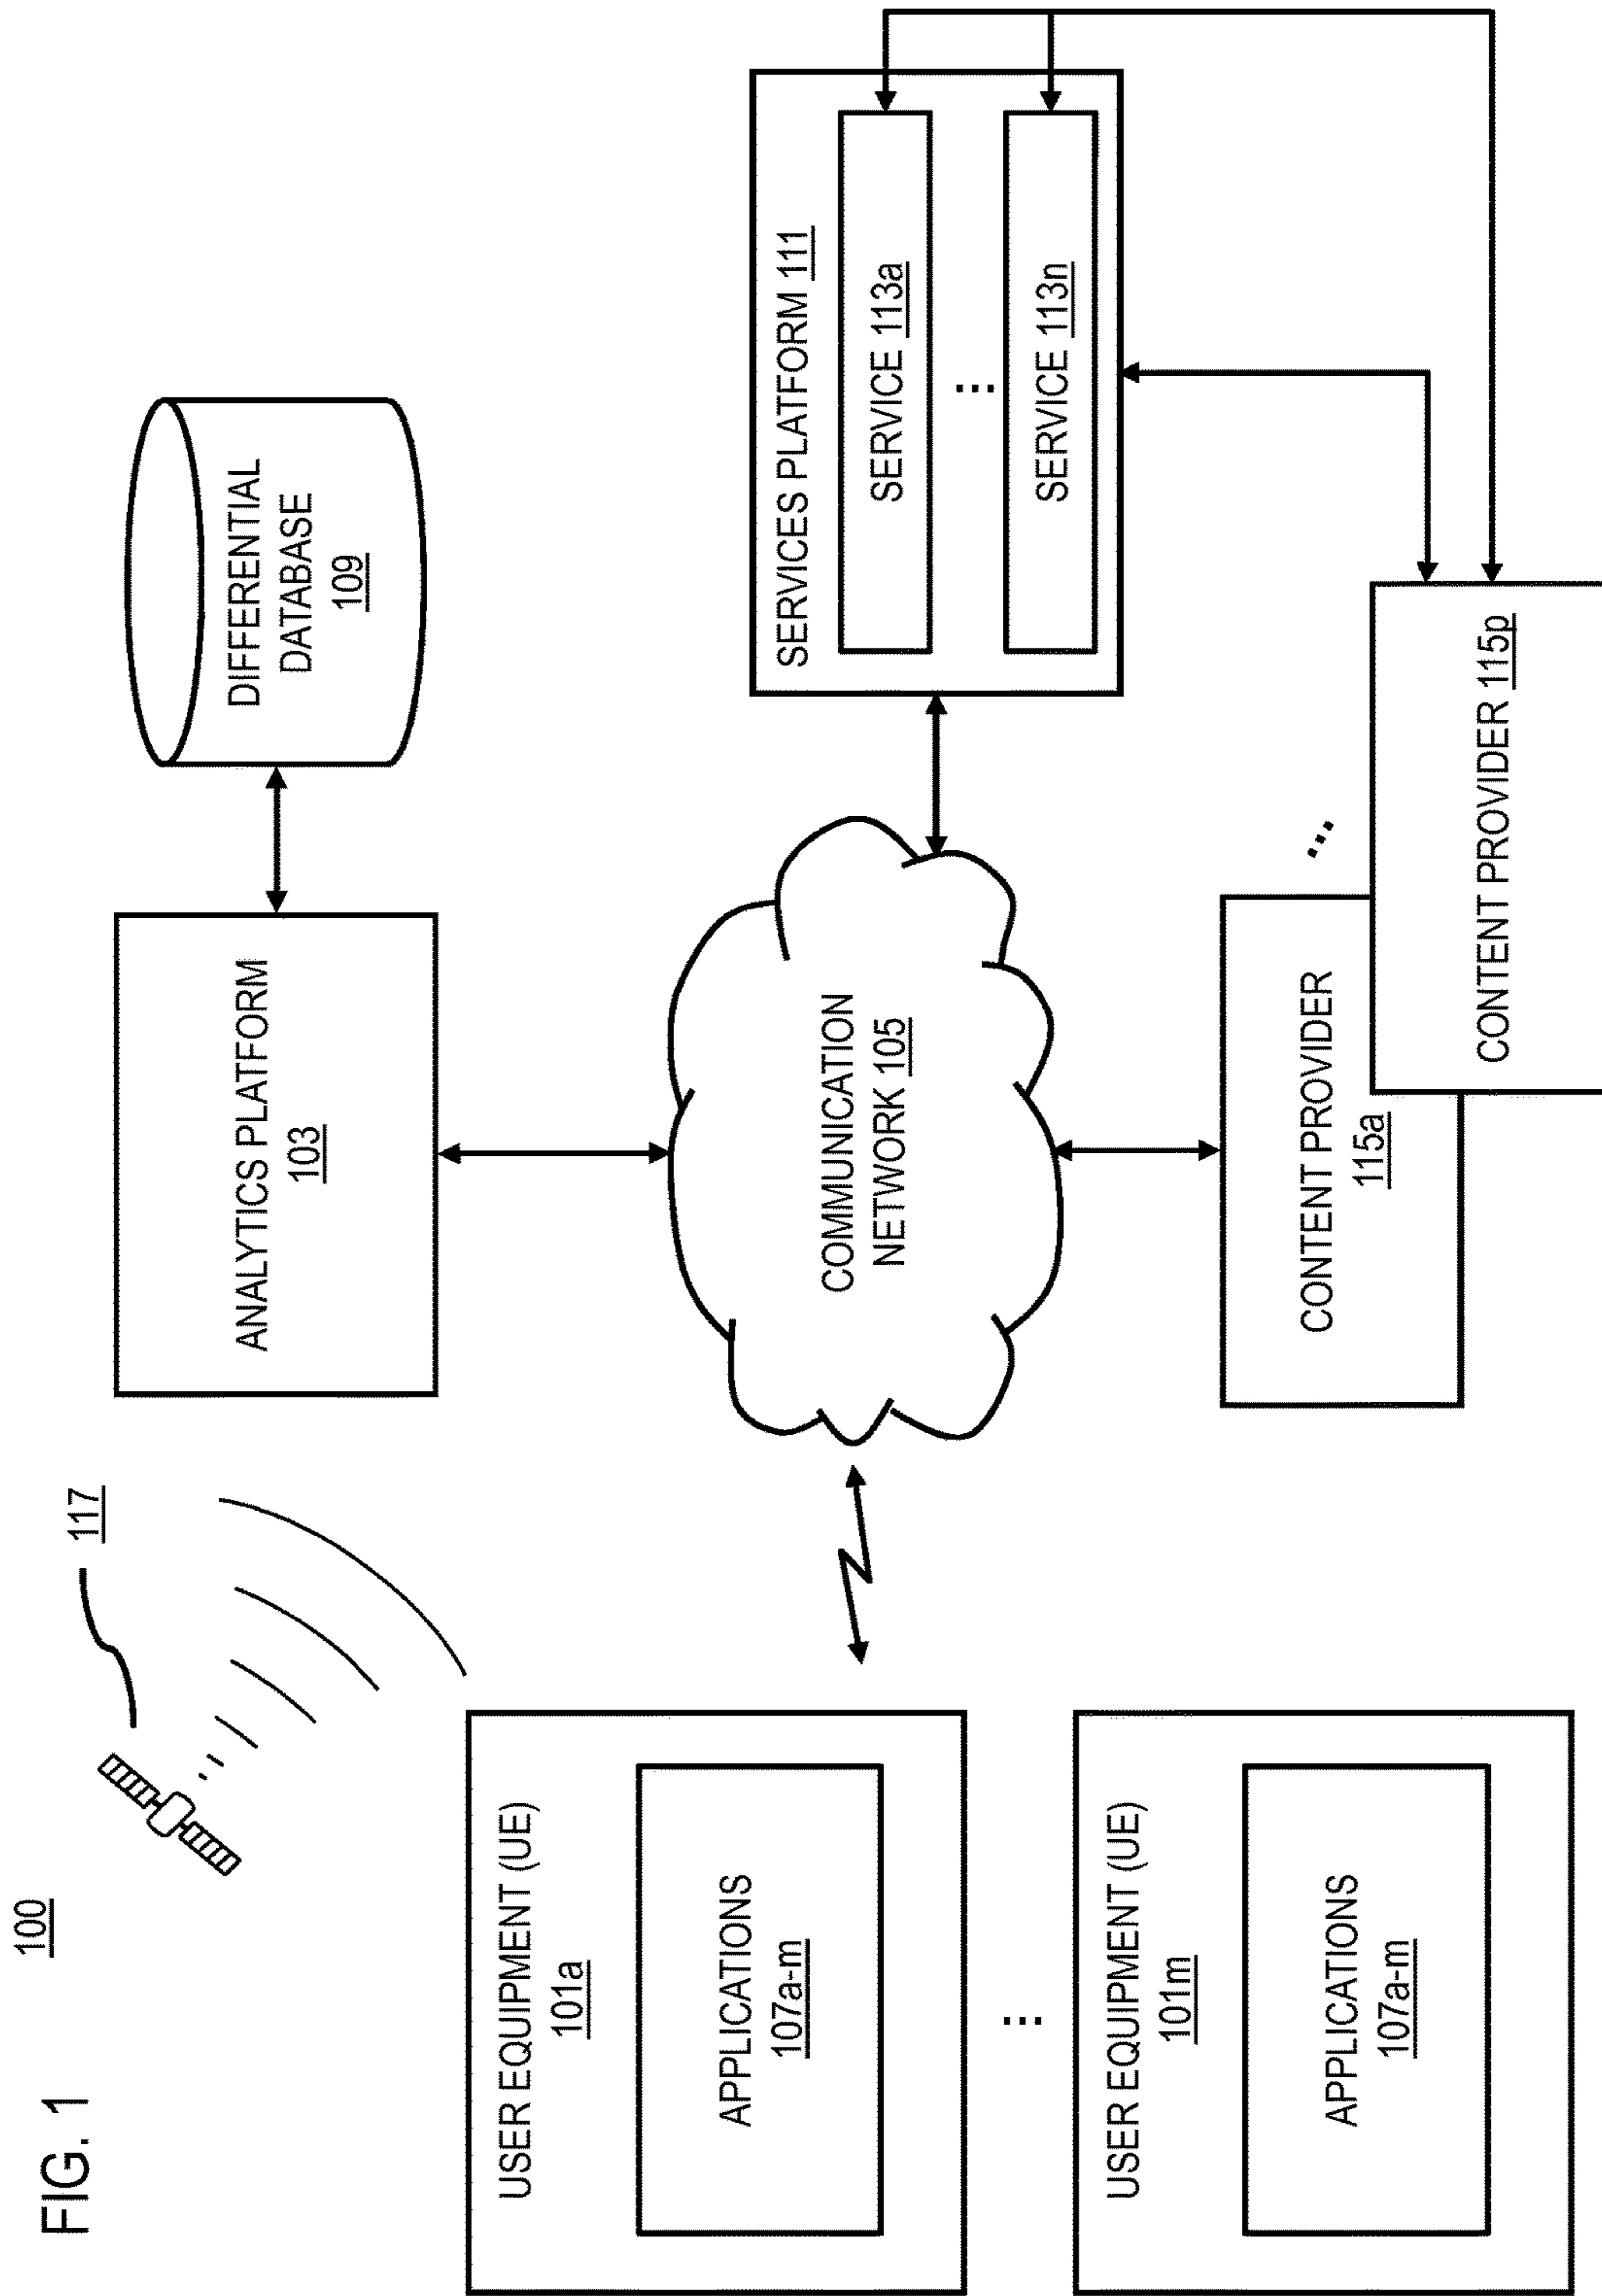 FIG. 1
100
117
USER EQUIPMENT (UE)
101a
APPLICATIONS
107a-m
...
USER EQUIPMENT (UE)
101m
APPLICATIONS
107a-m
ANALYTICS PLATFORM
103
DIFFERENTIAL
DATABASE
109
COMMUNICATION
NETWORK 105
SERVICES PLATFORM 111
SERVICE 113a
...
SERVICE 113n
CONTENT PROVIDER
115a
...
CONTENT PROVIDER 115p